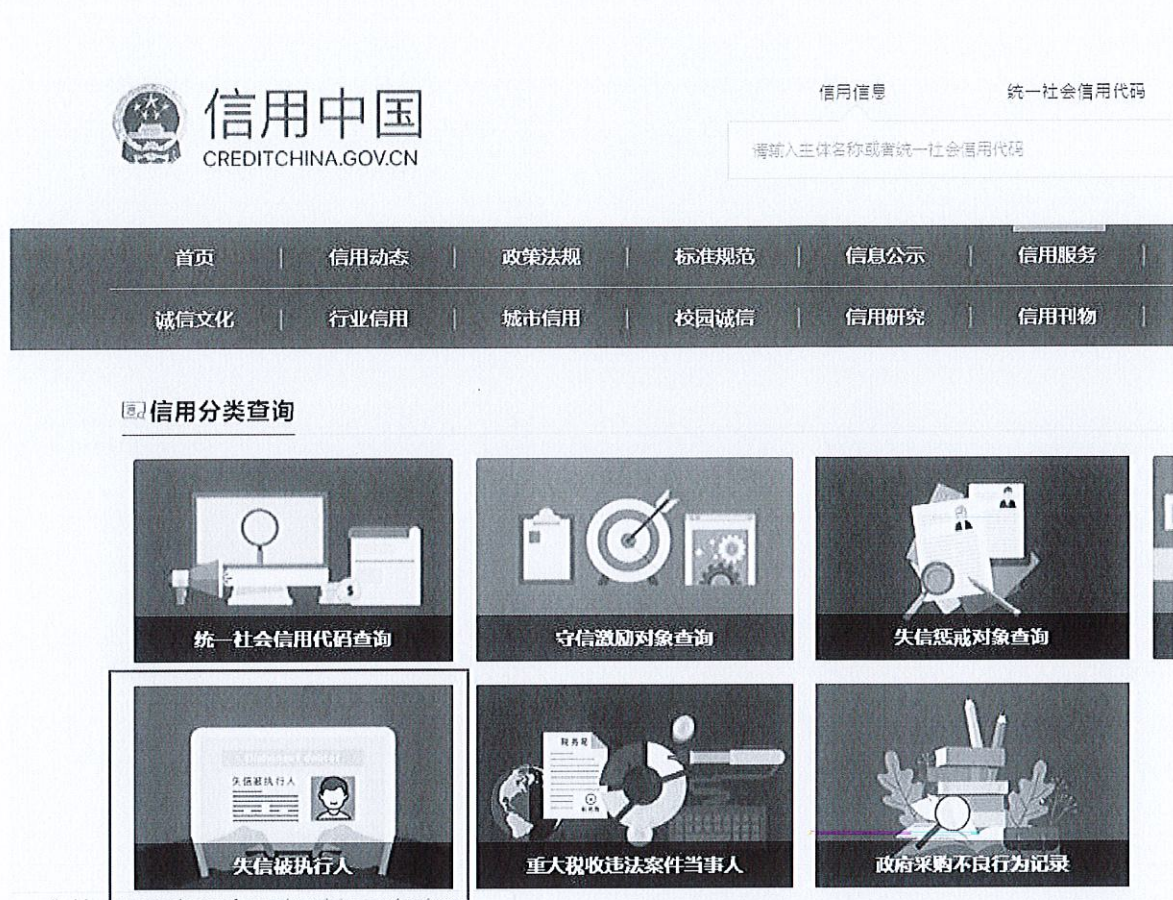 信用信息 统一社会信用代码
信用中国
CREDITCHINA.GOV.CN
请输入主体名称或者统一社会信用代码
首页 | 信用动态 | 政策法规 | 标准规范 | 信息公示 | 信用服务 |
诚信文化 | 行业信用 | 城市信用 | 校园诚信 | 信用研究 | 信用刊物 |
信用分类查询
统一社会信用代码查询
守信激励对象查询
失信惩戒对象查询
税务局
失信被执行人
失信被执行人
重大税收违法案件当事人
政府采购不良行为记录